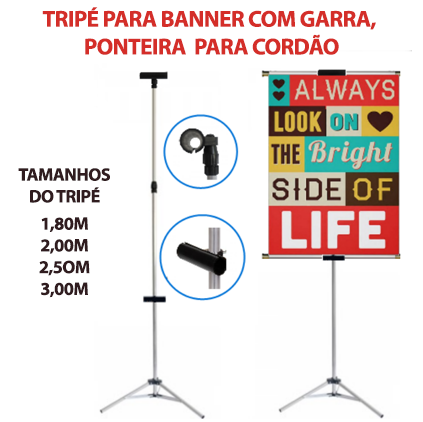 TRIPÉ PARA BANNER COM GARRA,
PONTEIRA PARA CORDÃO
TAMANHOS
DO TRIPÉ
1,80M
2,00M
2,5OM
3,00M
ALWAYS
LOOK ON
THE Bright
SIDE OF
LIFE